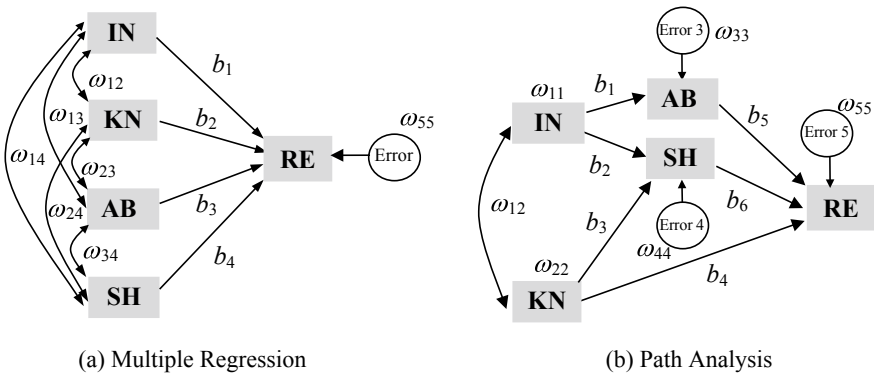 IN
b₁
ω₁₂
ω₁₃
KN
b₂
ω₅₅
Error
RE
ω₁₄
ω₂₃
AB
b₃
ω₂₄
ω₃₄
b₄
SH
(a) Multiple Regression
Error 3
ω₃₃
ω₁₁
b₁
AB
IN
b₅
ω₅₅
Error 5
b₂
SH
ω₁₂
b₆
RE
b₃
Error 4
ω₄₄
ω₂₂
b₄
KN
(b) Path Analysis